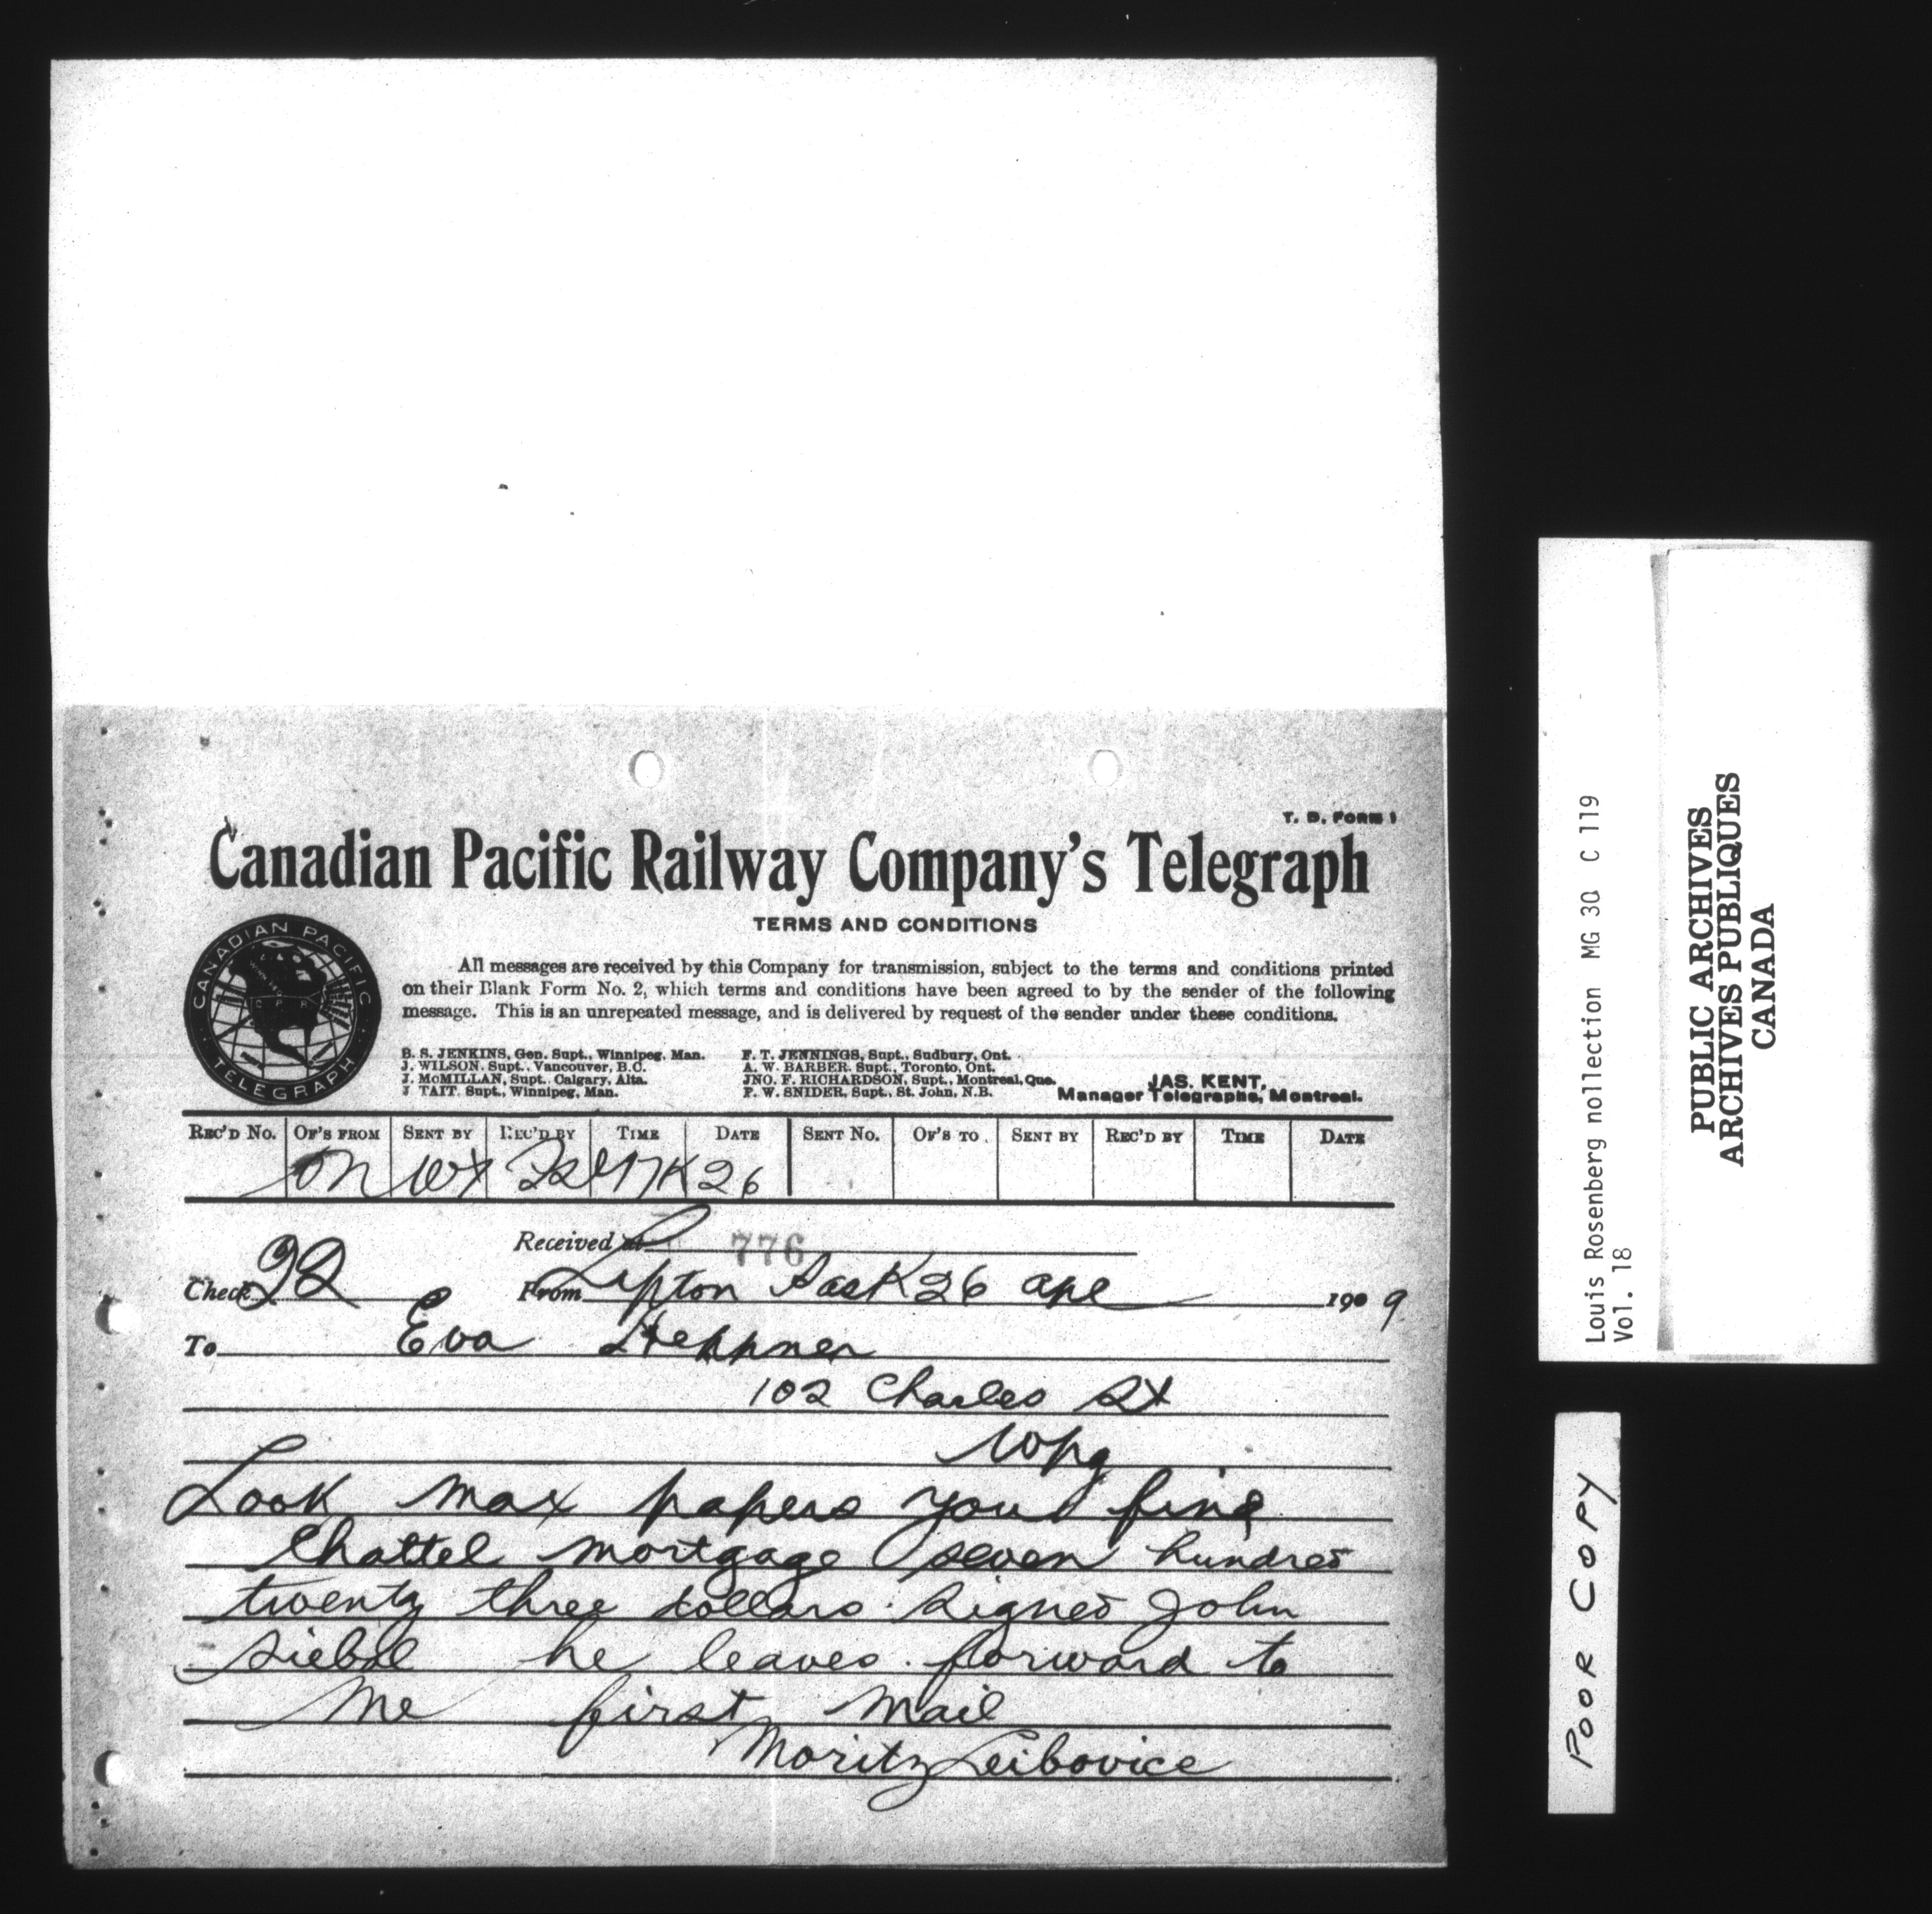 T. D. FORM 1
Canadian Pacific Railway Company's Telegraph
TERMS AND CONDITIONS
CANADIAN PACIFIC
TELEGRAPH
All messages are received by this Company for transmission, subject to the terms and conditions printed
on their Blank Form No. 2, which terms and conditions have been agreed to by the sender of the following
message. This is an unrepeated message, and is delivered by request of the sender under these conditions.
B. S. JENKINS, Gen. Supt., Winnipeg, Man.
J. WILSON, Supt., Vancouver, B.C.
J. McMILLAN, Supt., Calgary, Alta.
J TAIT Supt., Winnipeg, Man.
F. T. JENNINGS, Supt., Sudbury, Ont.
A. W. BARBER, Supt., Toronto, Ont.
JNO. F. RICHARDSON, Supt., Montreal, Que.
P. W. SNIDER, Supt., St. John, N.B.
JAS. KENT,
Manager Telegraphs, Montreal.
REC'D No. OF'S FROM SENT BY REC'D BY TIME DATE SENT No. OF'S TO SENT BY REC'D BY TIME DATE
26
Received at 776
Check 22 From Lipton Sask 26 apl 1909
To Eva Heppner
102 Charles St
Wpg
Look max papers you find
Chattel mortgage seven hundred
twenty three dollars signed John
Siebel he leaves forward to
me first mail
Moritz Leibovice
Louis Rosenberg nollection MG 30 C 119
Vol. 18
PUBLIC ARCHIVES
ARCHIVES PUBLIQUES
CANADA
POOR COPY